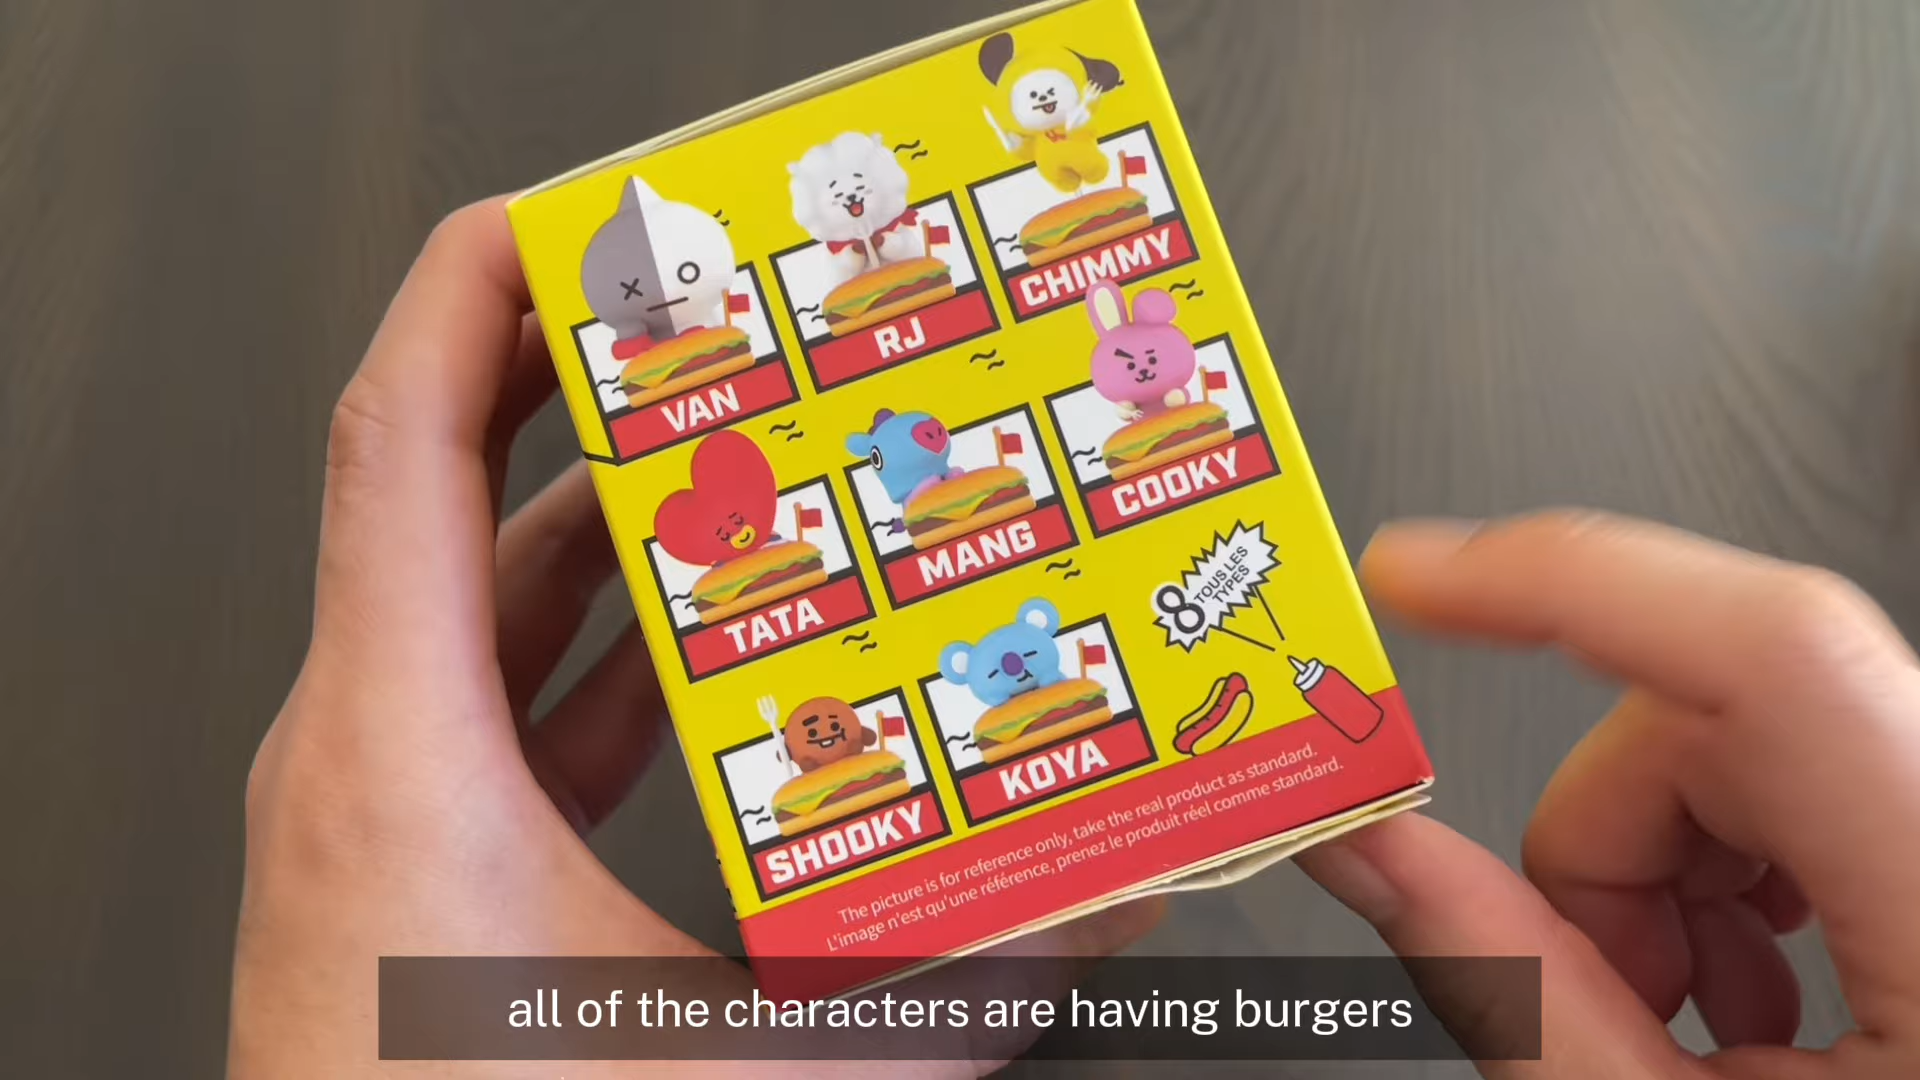 CHIMMY
RJ
VAN
COOKY
MANG
TATA
8 TOUS LES
TYPES
KOYA
SHOOKY
The picture is for reference only, take the real product as standard.
L'image n'est qu'une référence, prenez le produit réel comme standard.
all of the characters are having burgers